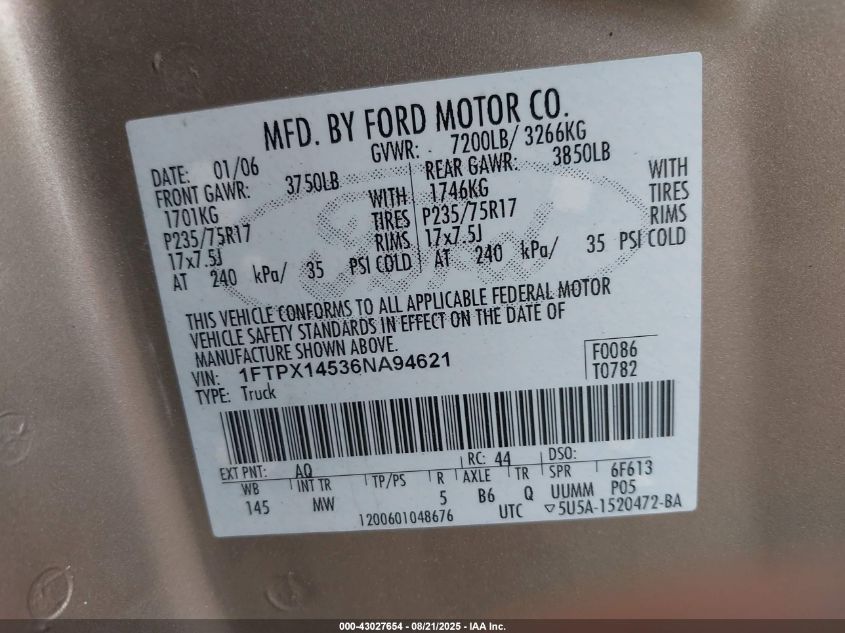 MFD. BY FORD MOTOR CO.
DATE: 01/06 GVWR: 7200LB/ 3266KG
FRONT GAWR: 3750LB REAR GAWR: 3850LB
1701KG WITH 1746KG WITH
P235/75R17 TIRES P235/75R17 TIRES
17x7.5J RIMS 17x7.5J RIMS
AT 240 kPa/ 35 PSI COLD AT 240 kPa/ 35 PSI COLD
THIS VEHICLE CONFORMS TO ALL APPLICABLE FEDERAL MOTOR
VEHICLE SAFETY STANDARDS IN EFFECT ON THE DATE OF
MANUFACTURE SHOWN ABOVE.
VIN: 1FTPX14536NA94621 F0086
TYPE: Truck T0782
EXT PNT: AQ RC: 44 DSO:
WB INT TR TP/PS R AXLE TR SPR 6F613
145 MW 5 B6 Q UUMM P05
1200601048676 UTC ▽5U5A-1520472-BA
000-43027654 - 08/21/2025 - IAA Inc.